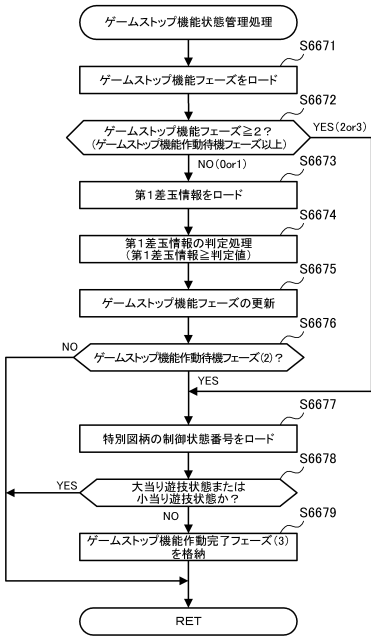 ゲームストップ機能状態管理処理
S6671
ゲームストップ機能フェーズをロード
S6672
ゲームストップ機能フェーズ≧2？
(ゲームストップ機能作動待機フェーズ以上)
YES(2or3)
NO(0or1)
S6673
第1差玉情報をロード
S6674
第1差玉情報の判定処理
(第1差玉情報≧判定値)
S6675
ゲームストップ機能フェーズの更新
S6676
NO
ゲームストップ機能作動待機フェーズ(2)？
YES
S6677
特別図柄の制御状態番号をロード
S6678
YES
大当り遊技状態または
小当り遊技状態か？
NO
S6679
ゲームストップ機能作動完了フェーズ(3)
を格納
RET